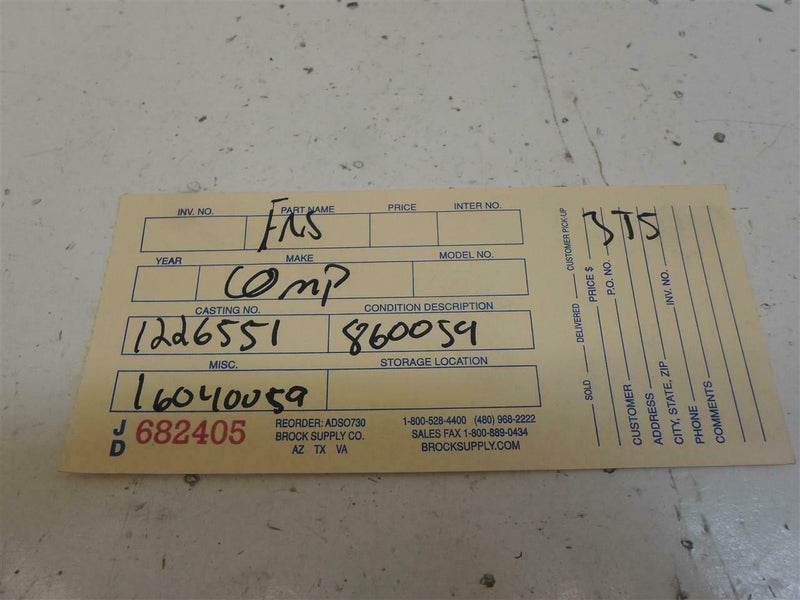 INV. NO. PART NAME PRICE INTER NO.
YEAR MAKE MODEL NO.
Comp
CASTING NO. CONDITION DESCRIPTION
1226551 860059
MISC. STORAGE LOCATION
16040059
JD 682405
REORDER: ADSO730
BROCK SUPPLY CO.
AZ TX VA
1-800-528-4400 (480) 968-2222
SALES FAX 1-800-889-0434
BROCKSUPPLY.COM
SOLD DELIVERED CUSTOMER PICK-UP
PRICE $
P.O. NO.
CUSTOMER
ADDRESS
CITY, STATE, ZIP INV. NO.
PHONE
COMMENTS